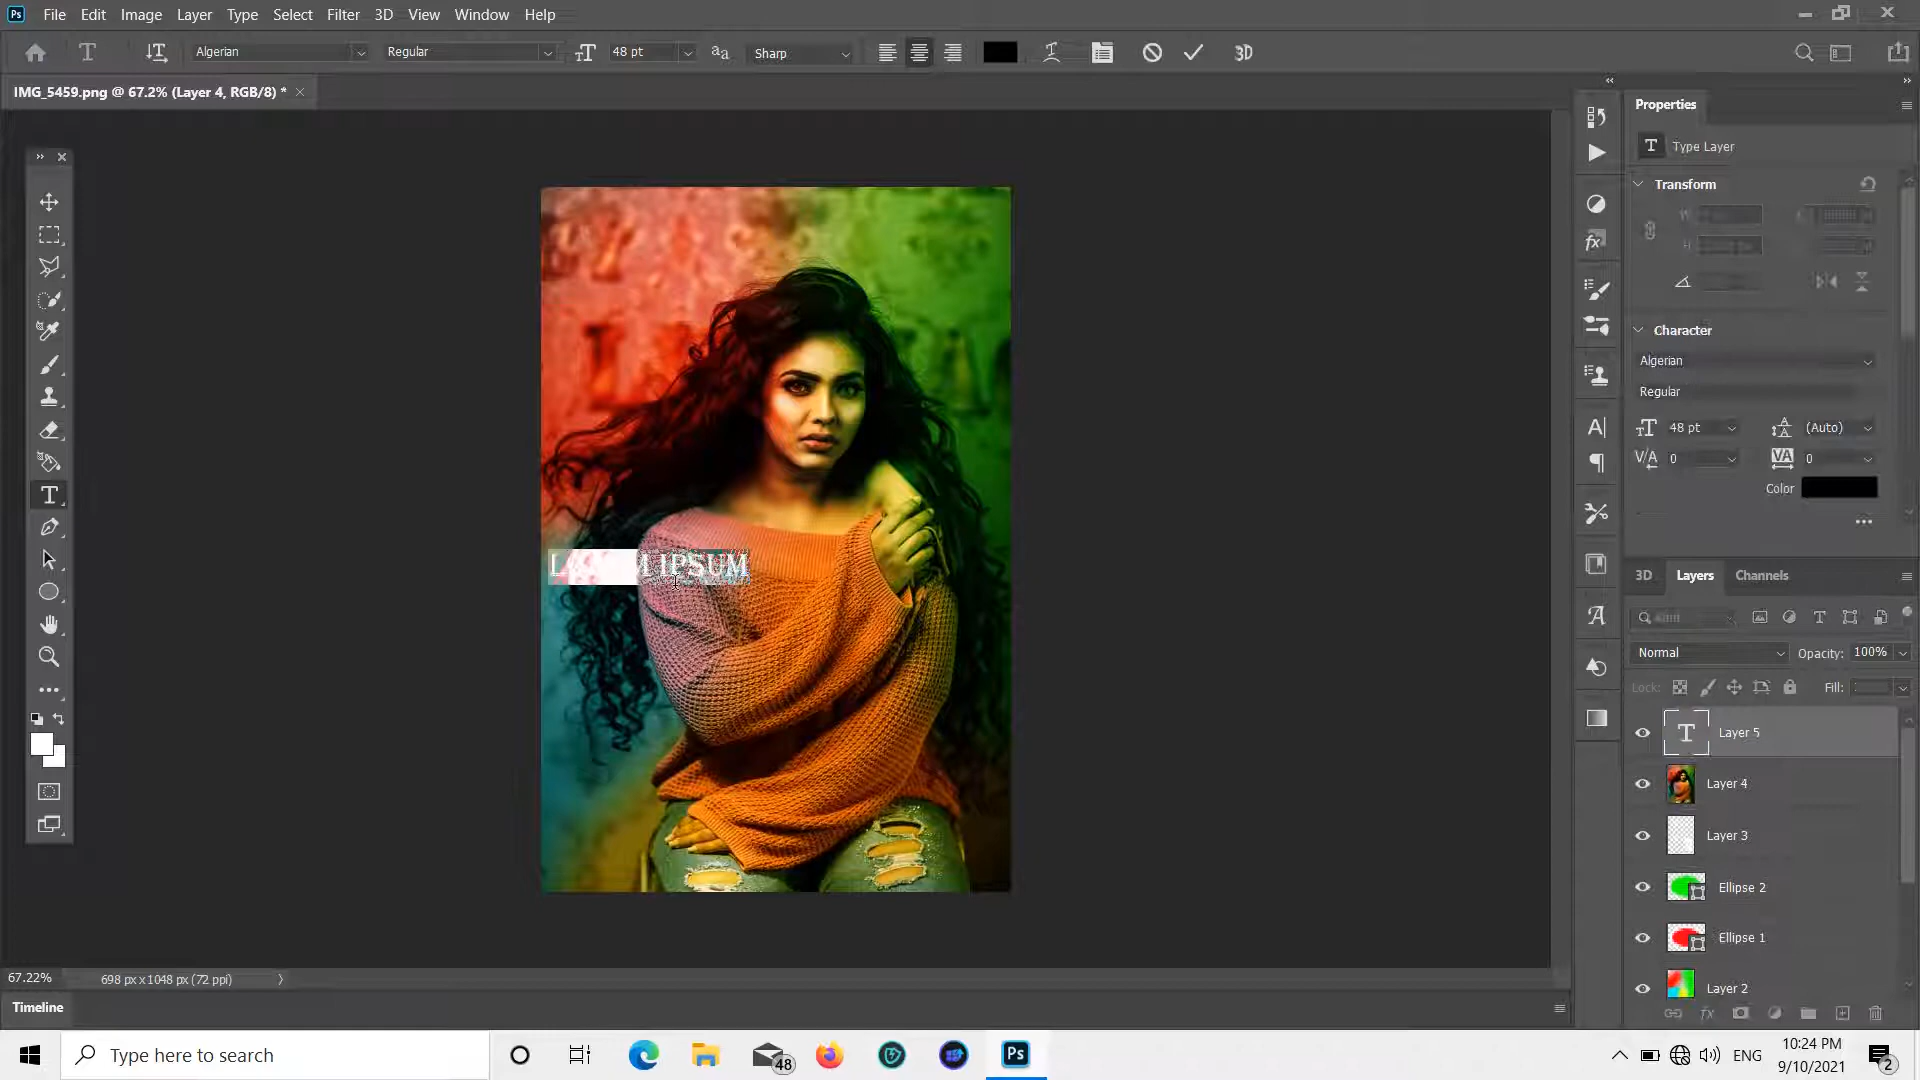 File Edit Image Layer Type Select Filter 3D View Window Help
Algerian Regular 48 pt Sharp 3D
IMG_5459.png @ 67.2% (Layer 4, RGB/8) *
Properties
Type Layer
Transform
Character
Algerian
Regular
48 pt (Auto)
0 0
Color
3D Layers Channels
Normal Opacity: 100%
Lock: Fill:
Layer 5
Layer 4
Layer 3
Ellipse 2
Ellipse 1
Layer 2
IPSUM
67.22% 698 px x 1048 px (72 ppi)
Timeline
Type here to search
48
Ps
ENG
10:24 PM
9/10/2021
2